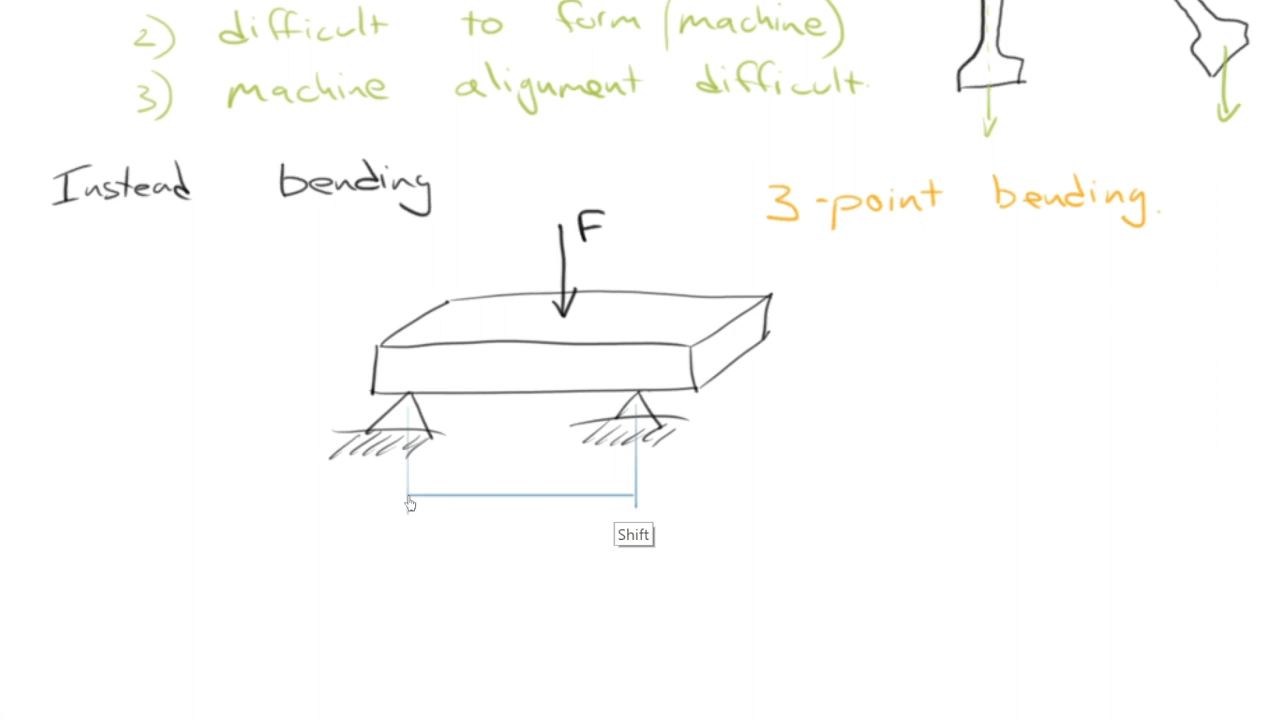 2) difficult to form (machine)
3) machine alignment difficult.
Instead bending
3-point bending.
F
Shift